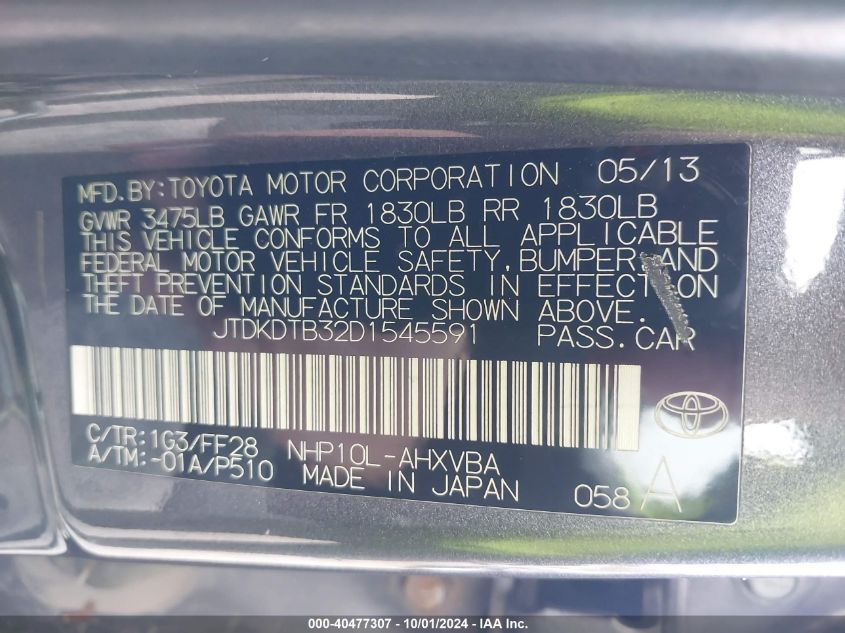 MFD.BY:TOYOTA MOTOR CORPORATION 05/13
GVWR 3475LB GAWR FR 1830LB RR 1830LB
THIS VEHICLE CONFORMS TO ALL APPLICABLE
FEDERAL MOTOR VEHICLE SAFETY,BUMPER,AND
THEFT PREVENTION STANDARDS IN EFFECT ON
THE DATE OF MANUFACTURE SHOWN ABOVE.
JTDKDTB32D1545591 PASS.CAR
C/TR:1G3/FF28 NHP10L-AHXVBA
A/TM:-01A/P510 MADE IN JAPAN 058 A
000-40477307 - 10/01/2024 - IAA Inc.